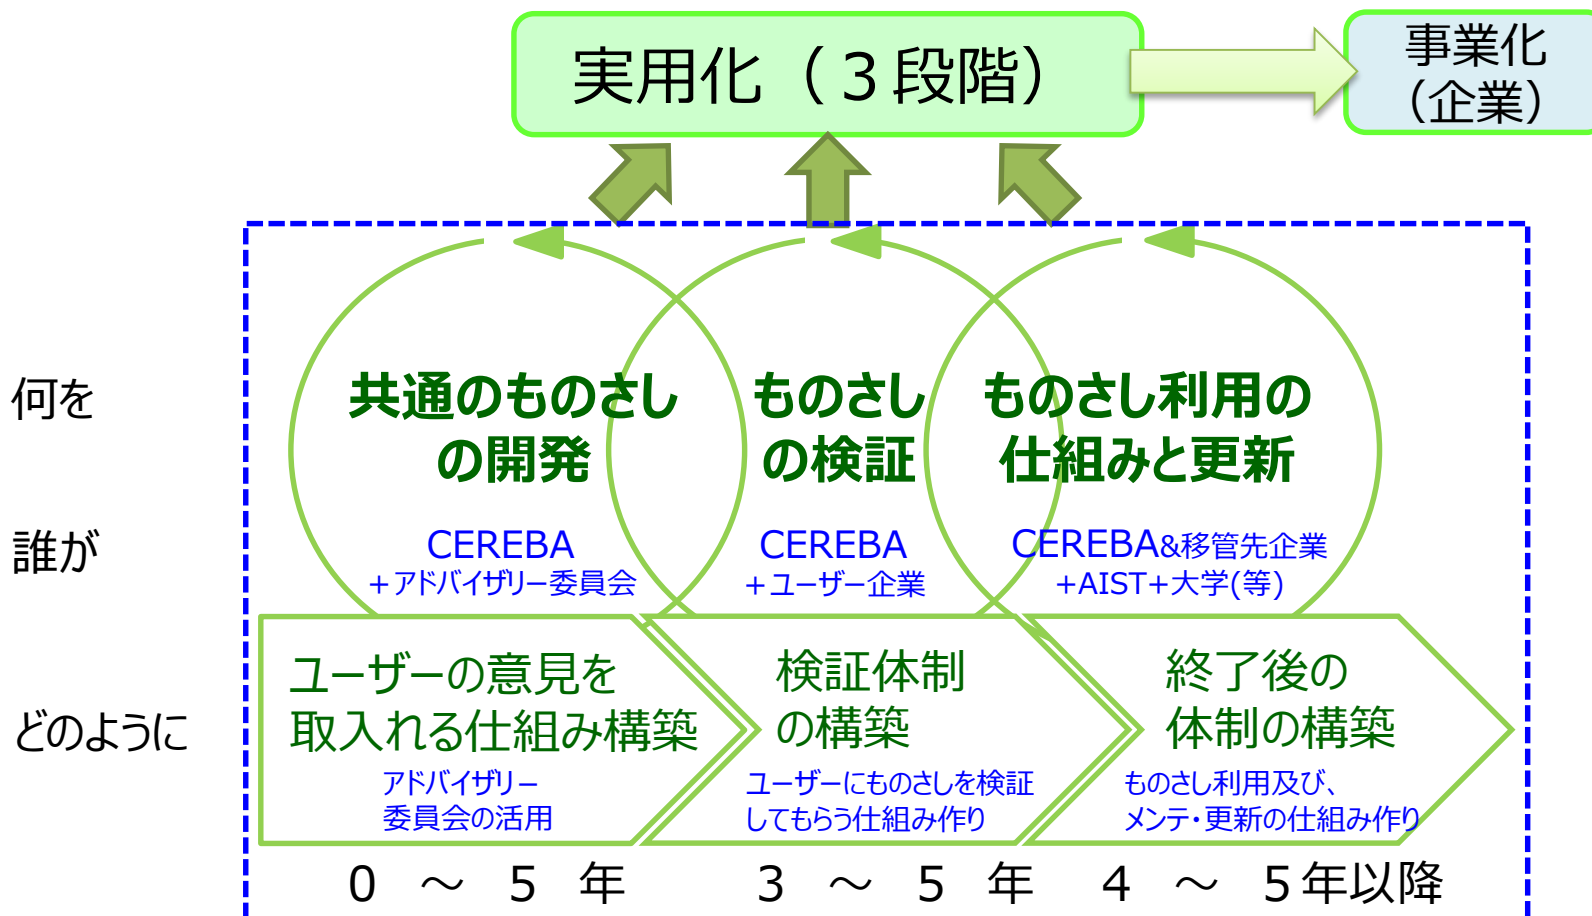 実用化（３段階）
事業化
（企業）
何を
共通のものさし
の開発
ものさし
の検証
ものさし利用の
仕組みと更新
誰が
CEREBA
＋アドバイザリー委員会
CEREBA
＋ユーザー企業
CEREBA&移管先企業
+AIST+大学(等)
どのように
ユーザーの意見を
取入れる仕組み構築
アドバイザリー
委員会の活用
検証体制
の構築
ユーザーにものさしを検証
してもらう仕組み作り
終了後の
体制の構築
ものさし利用及び、
メンテ・更新の仕組み作り
０　～　５　年
３　～　５　年
４　～　５年以降